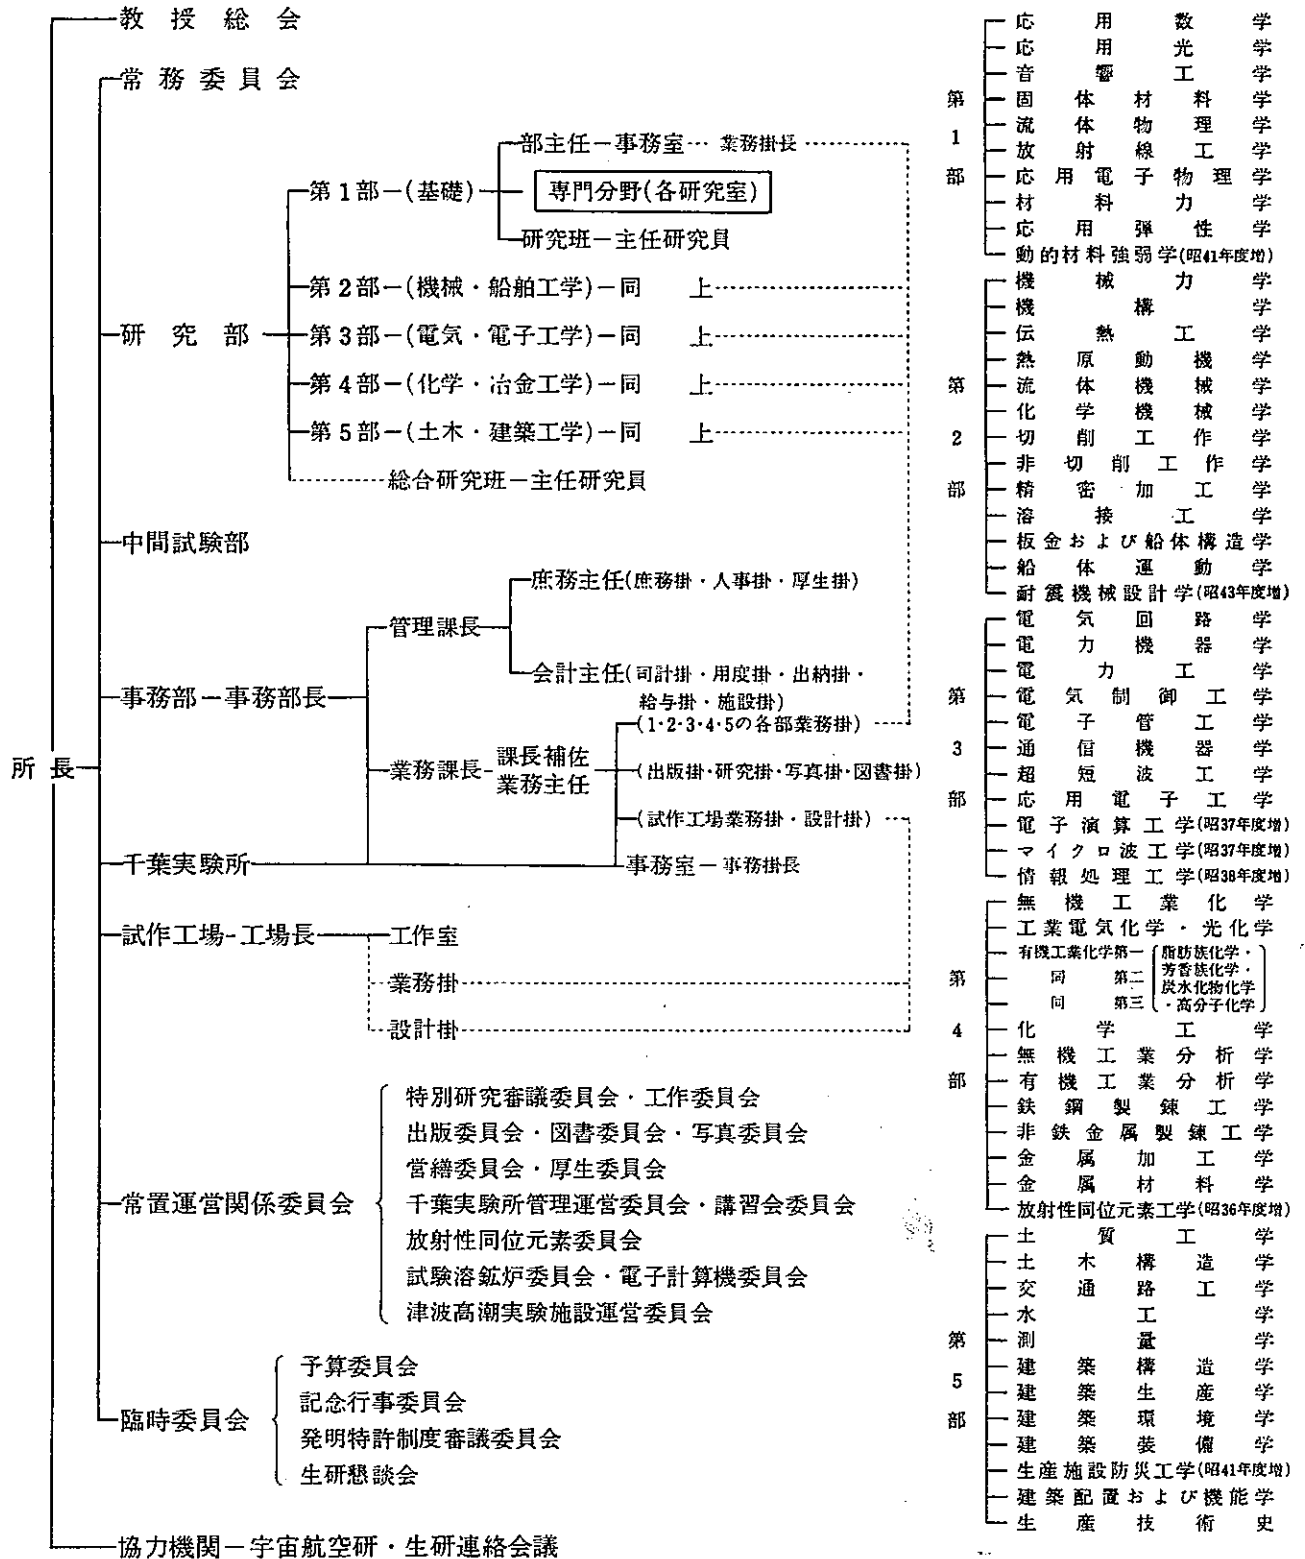 教授総会
常務委員会
部主任－事務室…業務掛長
第1部－(基礎)
専門分野(各研究室)
研究班－主任研究員
第2部－(機械・船舶工学)－同　上
研究部
第3部－(電気・電子工学)－同　上
第4部－(化学・冶金工学)－同　上
第5部－(土木・建築工学)－同　上
総合研究班－主任研究員
中間試験部
庶務主任(庶務掛・人事掛・厚生掛)
管理課長
会計主任(司計掛・用度掛・出納掛・
給与掛・施設掛)
事務部－事務部長
(1・2・3・4・5の各部業務掛)
所長
業務課長-課長補佐
業務主任
(出版掛・研究掛・写真掛・図書掛)
(試作工場業務掛・設計掛)
千葉実験所
事務室－事務掛長
試作工場-工場長
工作室
業務掛
設計掛
常置運営関係委員会
特別研究審議委員会・工作委員会
出版委員会・図書委員会・写真委員会
営繕委員会・厚生委員会
千葉実験所管理運営委員会・講習会委員会
放射性同位元素委員会
試験溶鉱炉委員会・電子計算機委員会
津波高潮実験施設運営委員会
臨時委員会
予算委員会
記念行事委員会
発明特許制度審議委員会
生研懇談会
協力機関－宇宙航空研・生研連絡会議
第1部
応用数学
応用光学
音響工学
固体材料学
流体物理学
放射線工学
応用電子物理学
材料力学
応用弾性学
動的材料強弱学(昭41年度増)
第2部
機械力学
機構学
伝熱工学
熱原動機学
流体機械学
化学機械学
切削工作学
非切削工作学
精密加工学
溶接工学
板金および船体構造学
船体運動学
耐震機械設計学(昭43年度増)
第3部
電気回路学
電力機器学
電力工学
電気制御工学
電子管工学
通信機器学
超短波工学
応用電子工学
電子演算工学(昭37年度増)
マイクロ波工学(昭37年度増)
情報処理工学(昭38年度増)
第4部
無機工業化学
工業電気化学・光化学
有機工業化学第一
同　第二
同　第三
脂肪族化学・
芳香族化学・
炭水化物化学
・高分子化学
化学工学
無機工業分析学
有機工業分析学
鉄鋼製錬工学
非鉄金属製錬工学
金属加工学
金属材料学
放射性同位元素工学(昭36年度増)
第5部
土質工学
土木構造学
交通路工学
水工学
測量学
建築構造学
建築生産学
建築環境学
建築装備学
生産施設防災工学(昭41年度増)
建築配置および機能学
生産技術史